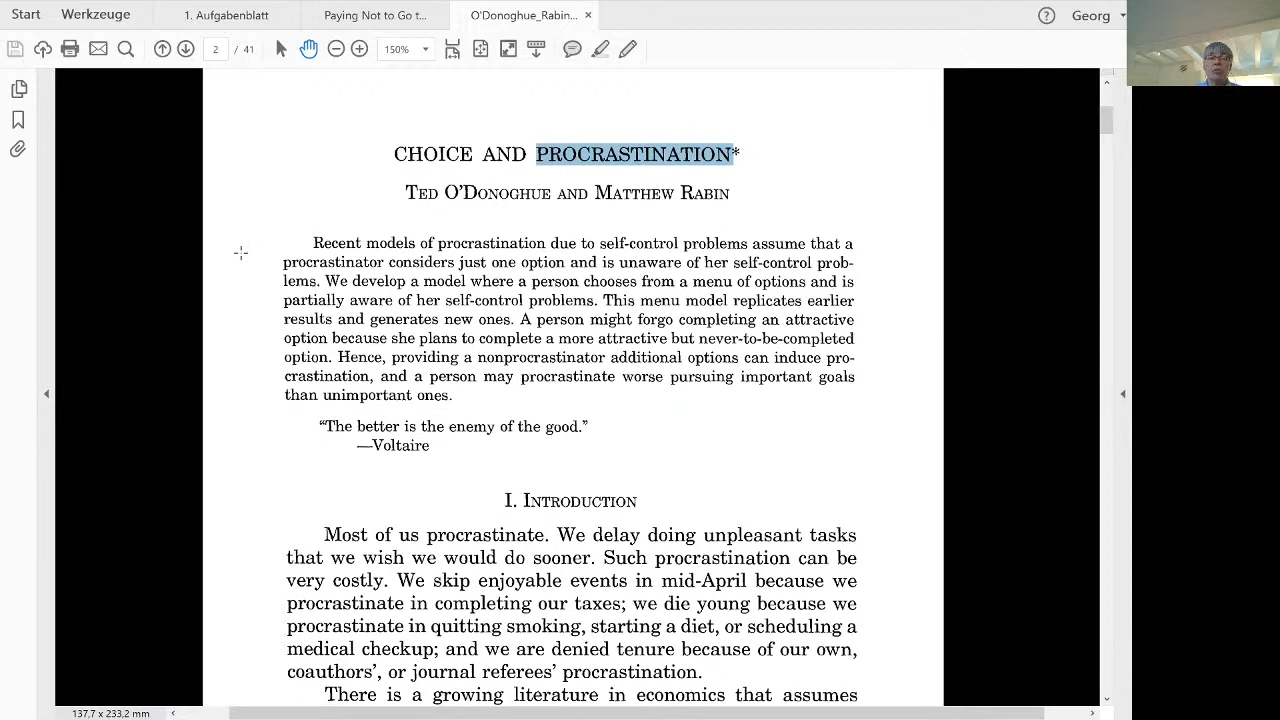 Start Werkzeuge 1. Aufgabenblatt Paying Not to Go t... O'Donoghue_Rabin... × Georg
2 / 41 150%
CHOICE AND PROCRASTINATION*
TED O'DONOGHUE AND MATTHEW RABIN
Recent models of procrastination due to self-control problems assume that a
procrastinator considers just one option and is unaware of her self-control prob-
lems. We develop a model where a person chooses from a menu of options and is
partially aware of her self-control problems. This menu model replicates earlier
results and generates new ones. A person might forgo completing an attractive
option because she plans to complete a more attractive but never-to-be-completed
option. Hence, providing a nonprocrastinator additional options can induce pro-
crastination, and a person may procrastinate worse pursuing important goals
than unimportant ones.
“The better is the enemy of the good.”
—Voltaire
I. INTRODUCTION
Most of us procrastinate. We delay doing unpleasant tasks
that we wish we would do sooner. Such procrastination can be
very costly. We skip enjoyable events in mid-April because we
procrastinate in completing our taxes; we die young because we
procrastinate in quitting smoking, starting a diet, or scheduling a
medical checkup; and we are denied tenure because of our own,
coauthors', or journal referees' procrastination.
There is a growing literature in economics that assumes
137,7 x 233,2 mm